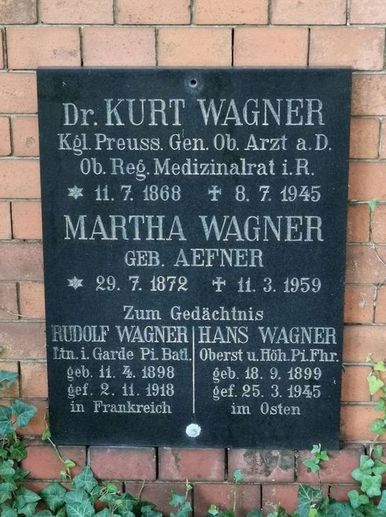 Dr. KURT WAGNER
Kgl. Preuss. Gen. Ob. Arzt a. D.
Ob. Reg. Medizinalrat i. R.
✡ 11. 7. 1868 ✝ 8. 7. 1945
MARTHA WAGNER
GEB. AEFNER
✡ 29. 7. 1872 ✝ 11. 3. 1959
Zum Gedächtnis
RUDOLF WAGNER
Ltn. i. Garde Pi. Batl.
geb. 11. 4. 1898
gef. 2. 11. 1918
in Frankreich
HANS WAGNER
Oberst u. Höh. Pi. Fhr.
geb. 18. 9. 1899
gef. 25. 3. 1945
im Osten